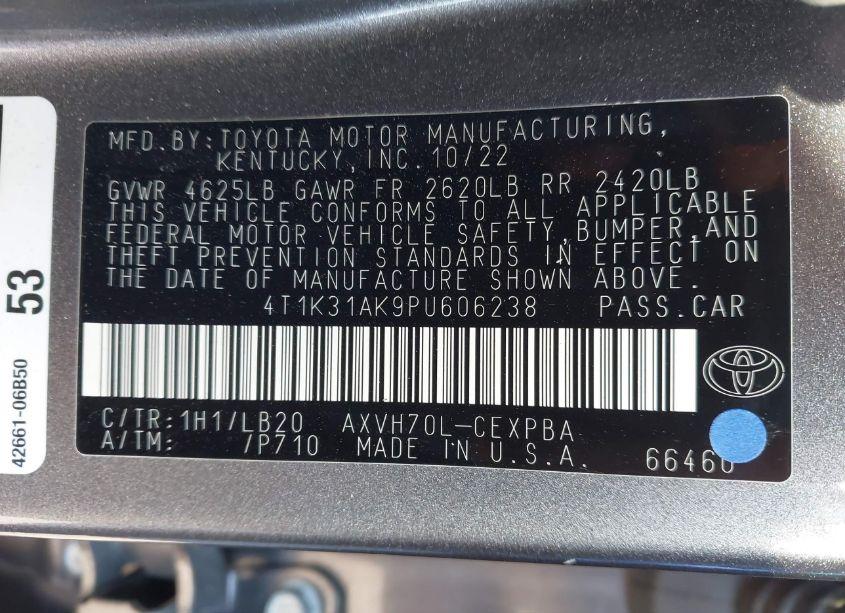 MFD. BY: TOYOTA MOTOR MANUFACTURING,
KENTUCKY, INC. 10/22
GVWR 4625LB GAWR FR 2620LB RR 2420LB
THIS VEHICLE CONFORMS TO ALL APPLICABLE
FEDERAL MOTOR VEHICLE SAFETY, BUMPER, AND
THEFT PREVENTION STANDARDS IN EFFECT ON
THE DATE OF MANUFACTURE SHOWN ABOVE.
4T1K31AK9PU606238 PASS. CAR
C/TR: 1H1/LB20 AXVH70L-CEXPBA
A/TM: /P710 MADE IN U.S.A.
42661-06B50
53